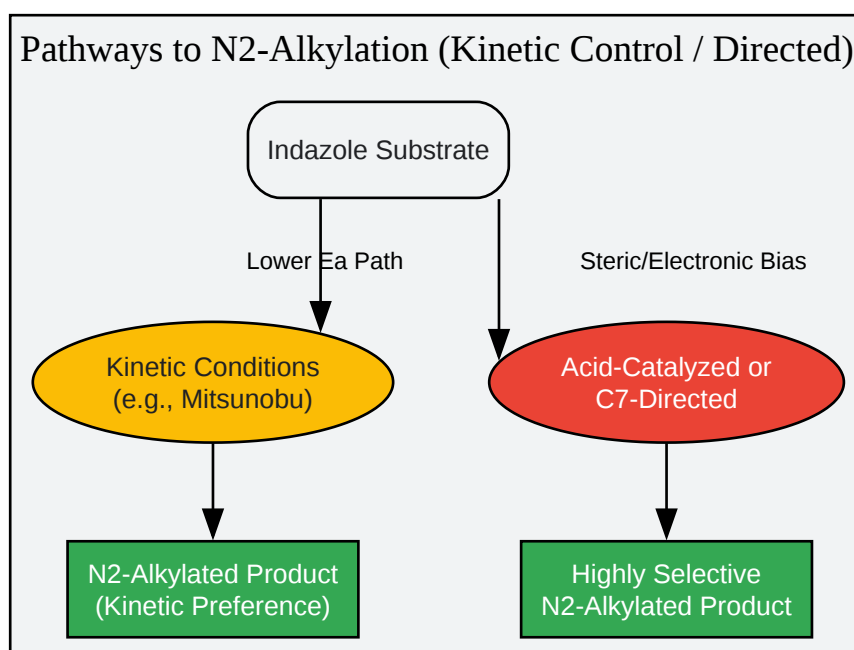 Pathways to N2-Alkylation (Kinetic Control / Directed)
Indazole Substrate
Lower Ea Path
Steric/Electronic Bias
Kinetic Conditions
(e.g., Mitsunobu)
Acid-Catalyzed or
C7-Directed
N2-Alkylated Product
(Kinetic Preference)
Highly Selective
N2-Alkylated Product